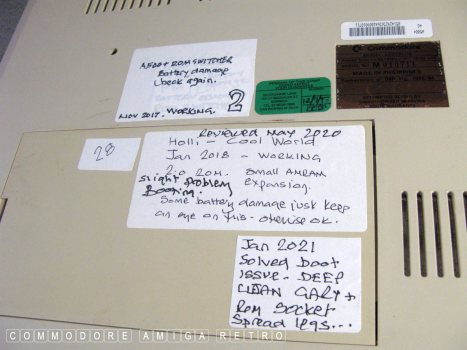 A500+ ROM SWITCHER
Battery damage
check again.
NOV 2017. WORKING.
2
Commodore
MADE IN PHILIPPINES
28
REVIEWED MAY 2020
Holli - Cool World
Jan 2018 - WORKING
2.0 ROM. small AMRAM
slight problem expansion.
Booting.
Some battery damage just keep
an eye on this - otherwise ok.
Jan 2021
Solved boot
issue - DEEP
CLEAN GARY +
Rom Socket
Spread legs...
COMMODORE AMIGA RETRO